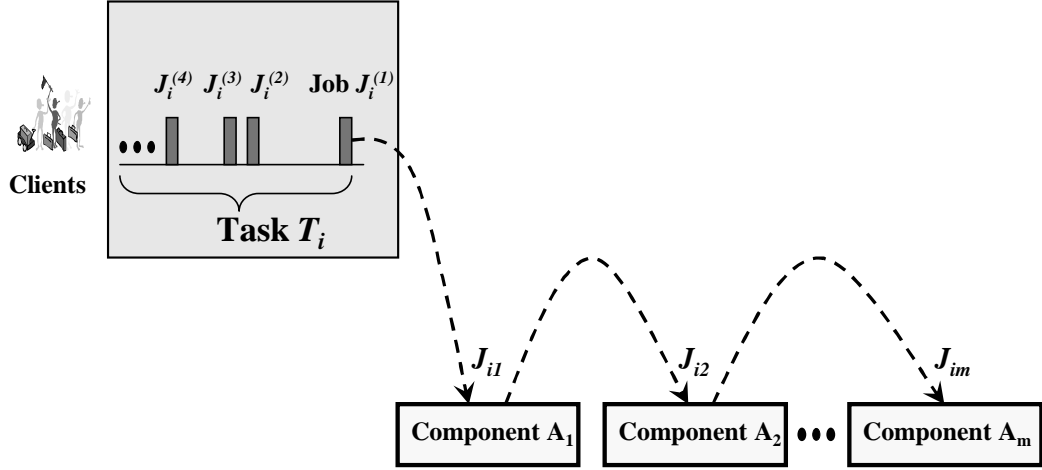 J_i^(4) J_i^(3) J_i^(2) Job J_i^(1)
•••
Clients
Task T_i
J_i1 J_i2 J_im
Component A_1 Component A_2 ••• Component A_m